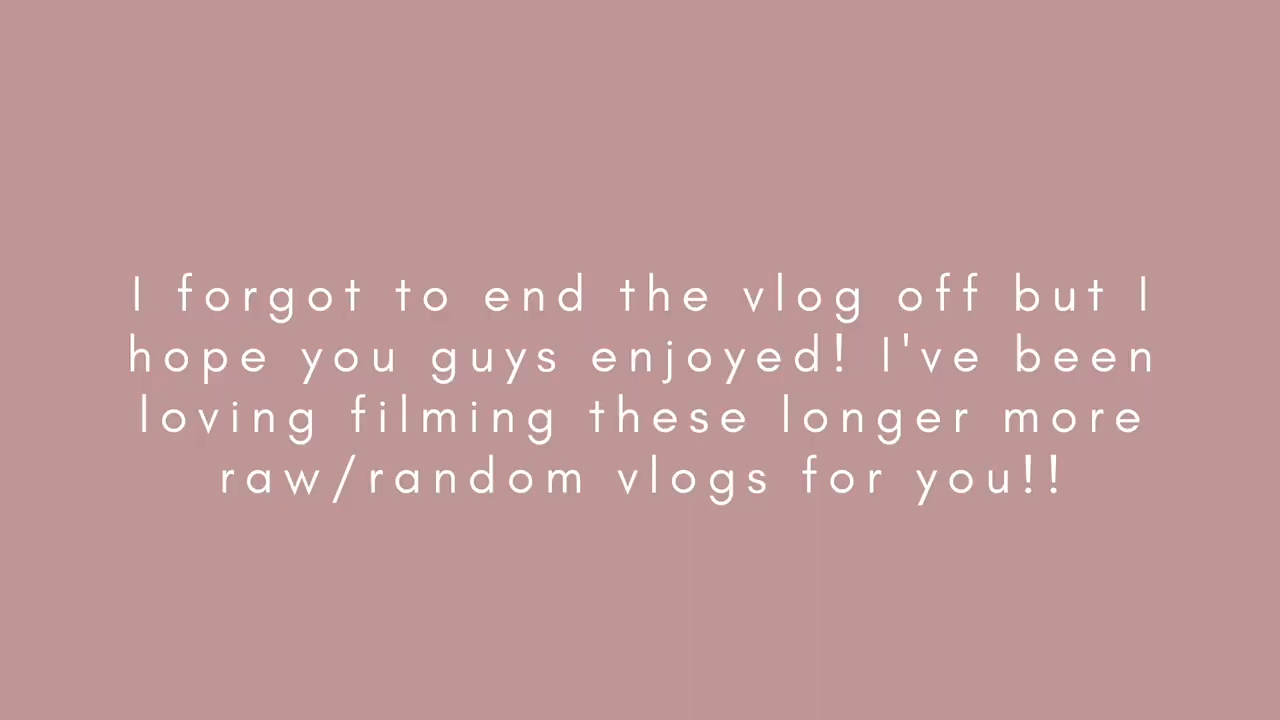 I forgot to end the vlog off but I
hope you guys enjoyed! I've been
loving filming these longer more
raw/random vlogs for you!!